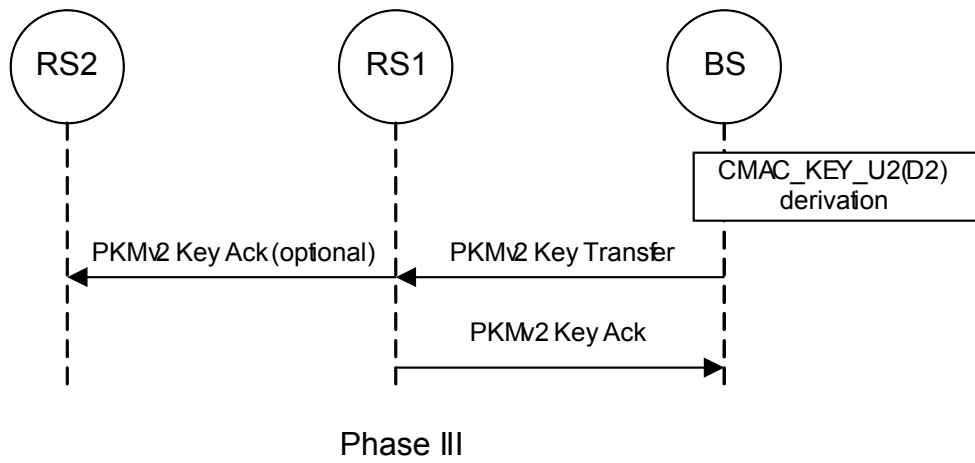 RS2
RS1
BS
CMAC_KEY_U2(D2)
derivation
PKMv2 Key Ack (optional)
PKMv2 Key Transfer
PKMv2 Key Ack
Phase III